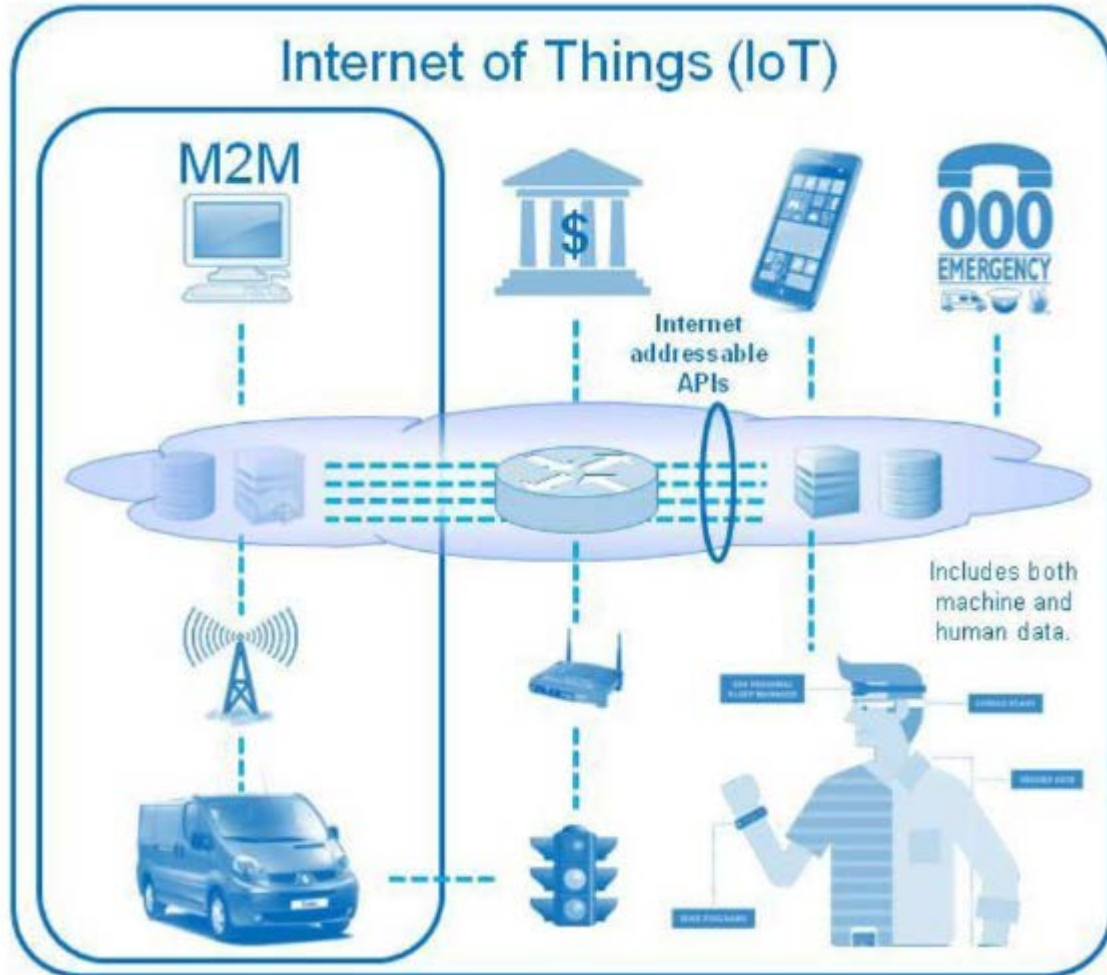 Internet of Things (IoT)
M2M
$
000
EMERGENCY
Internet
addressable
APIs
Includes both
machine and
human data.